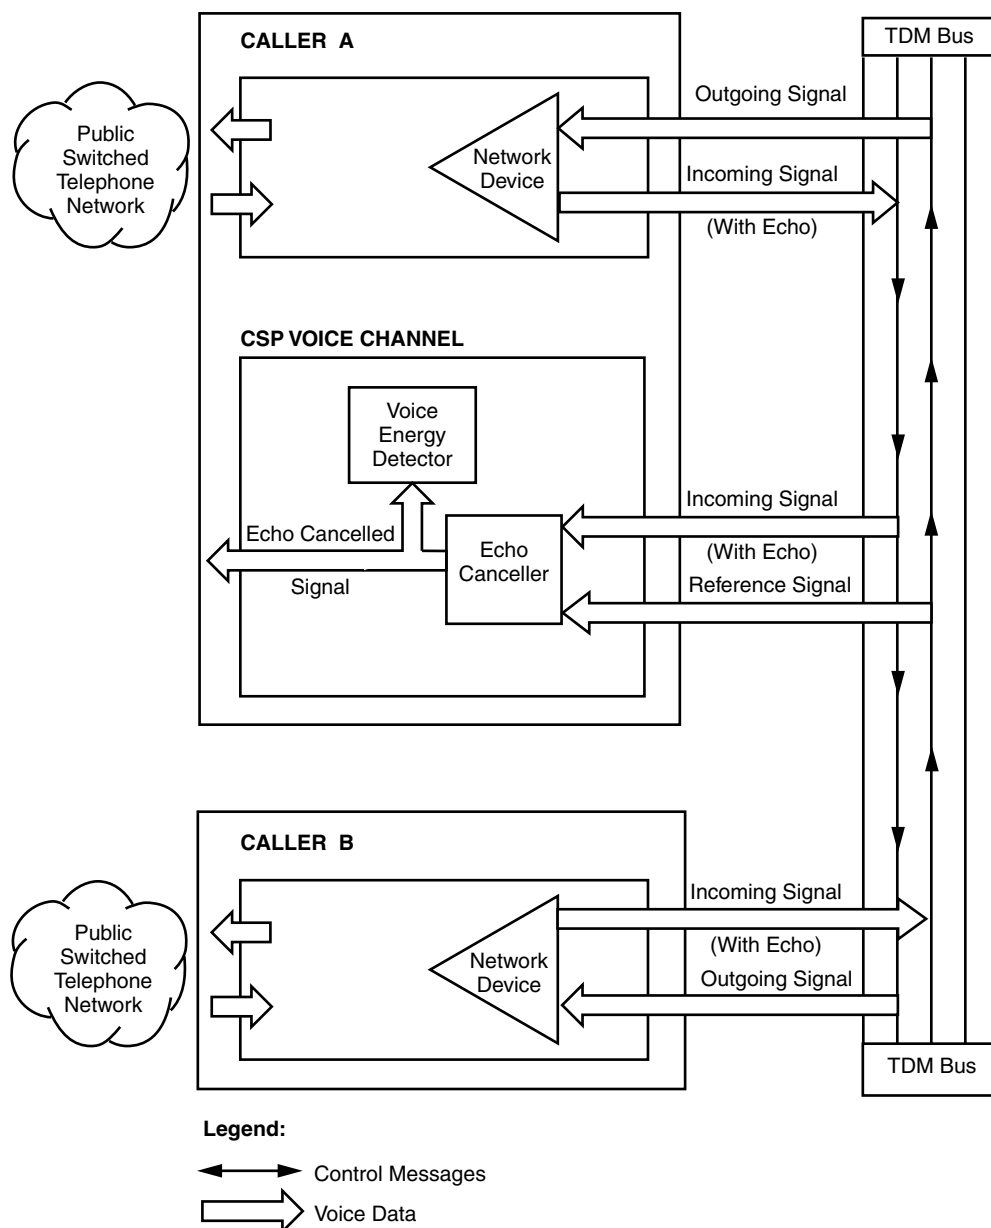 CALLER A
TDM Bus
Public
Switched
Telephone
Network
Network
Device
Outgoing Signal
Incoming Signal
(With Echo)
CSP VOICE CHANNEL
Voice
Energy
Detector
Echo Cancelled
Signal
Echo
Canceller
Incoming Signal
(With Echo)
Reference Signal
CALLER B
Public
Switched
Telephone
Network
Network
Device
Incoming Signal
(With Echo)
Outgoing Signal
TDM Bus
Legend:
Control Messages
Voice Data